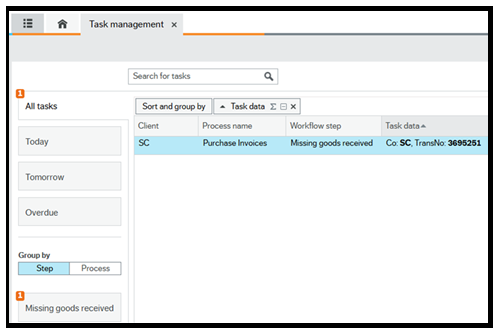 Task management ×
Search for tasks
1
All tasks
Today
Tomorrow
Overdue
Group by
Step Process
1
Missing goods received
Sort and group by Task data Σ ×
Client Process name Workflow step Task data
SC Purchase Invoices Missing goods received Co: SC, TransNo: 3695251